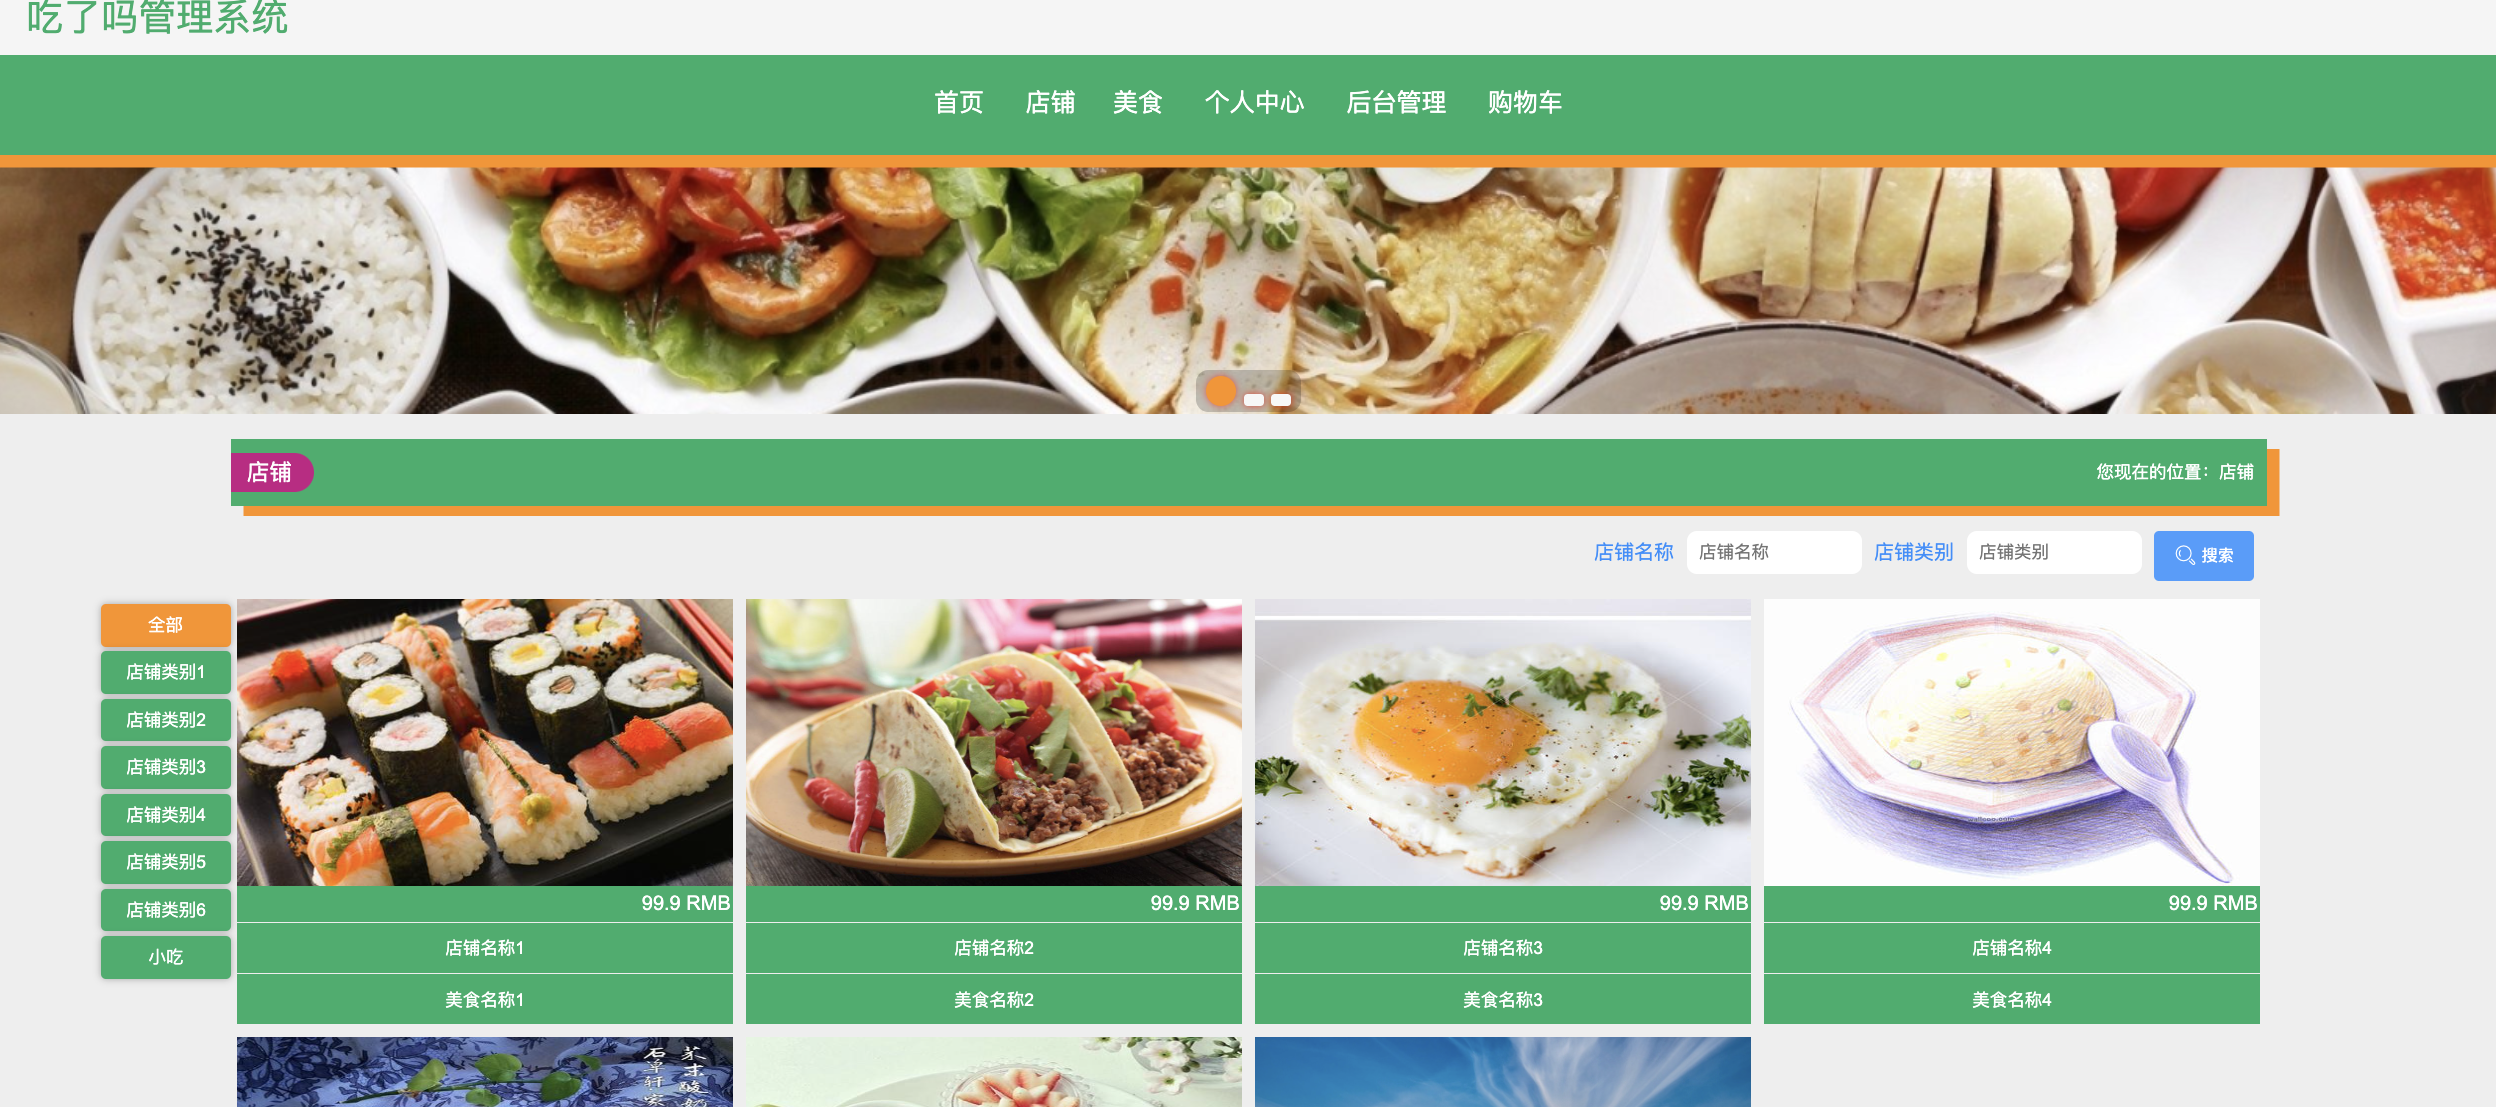 吃了吗管理系统
首页 店铺 美食 个人中心 后台管理 购物车
店铺
您现在的位置：店铺
店铺名称 店铺名称 店铺类别 店铺类别 搜索
全部
店铺类别1
店铺类别2
店铺类别3
店铺类别4
店铺类别5
店铺类别6
小吃
99.9 RMB
店铺名称1
美食名称1
99.9 RMB
店铺名称2
美食名称2
99.9 RMB
店铺名称3
美食名称3
99.9 RMB
店铺名称4
美食名称4